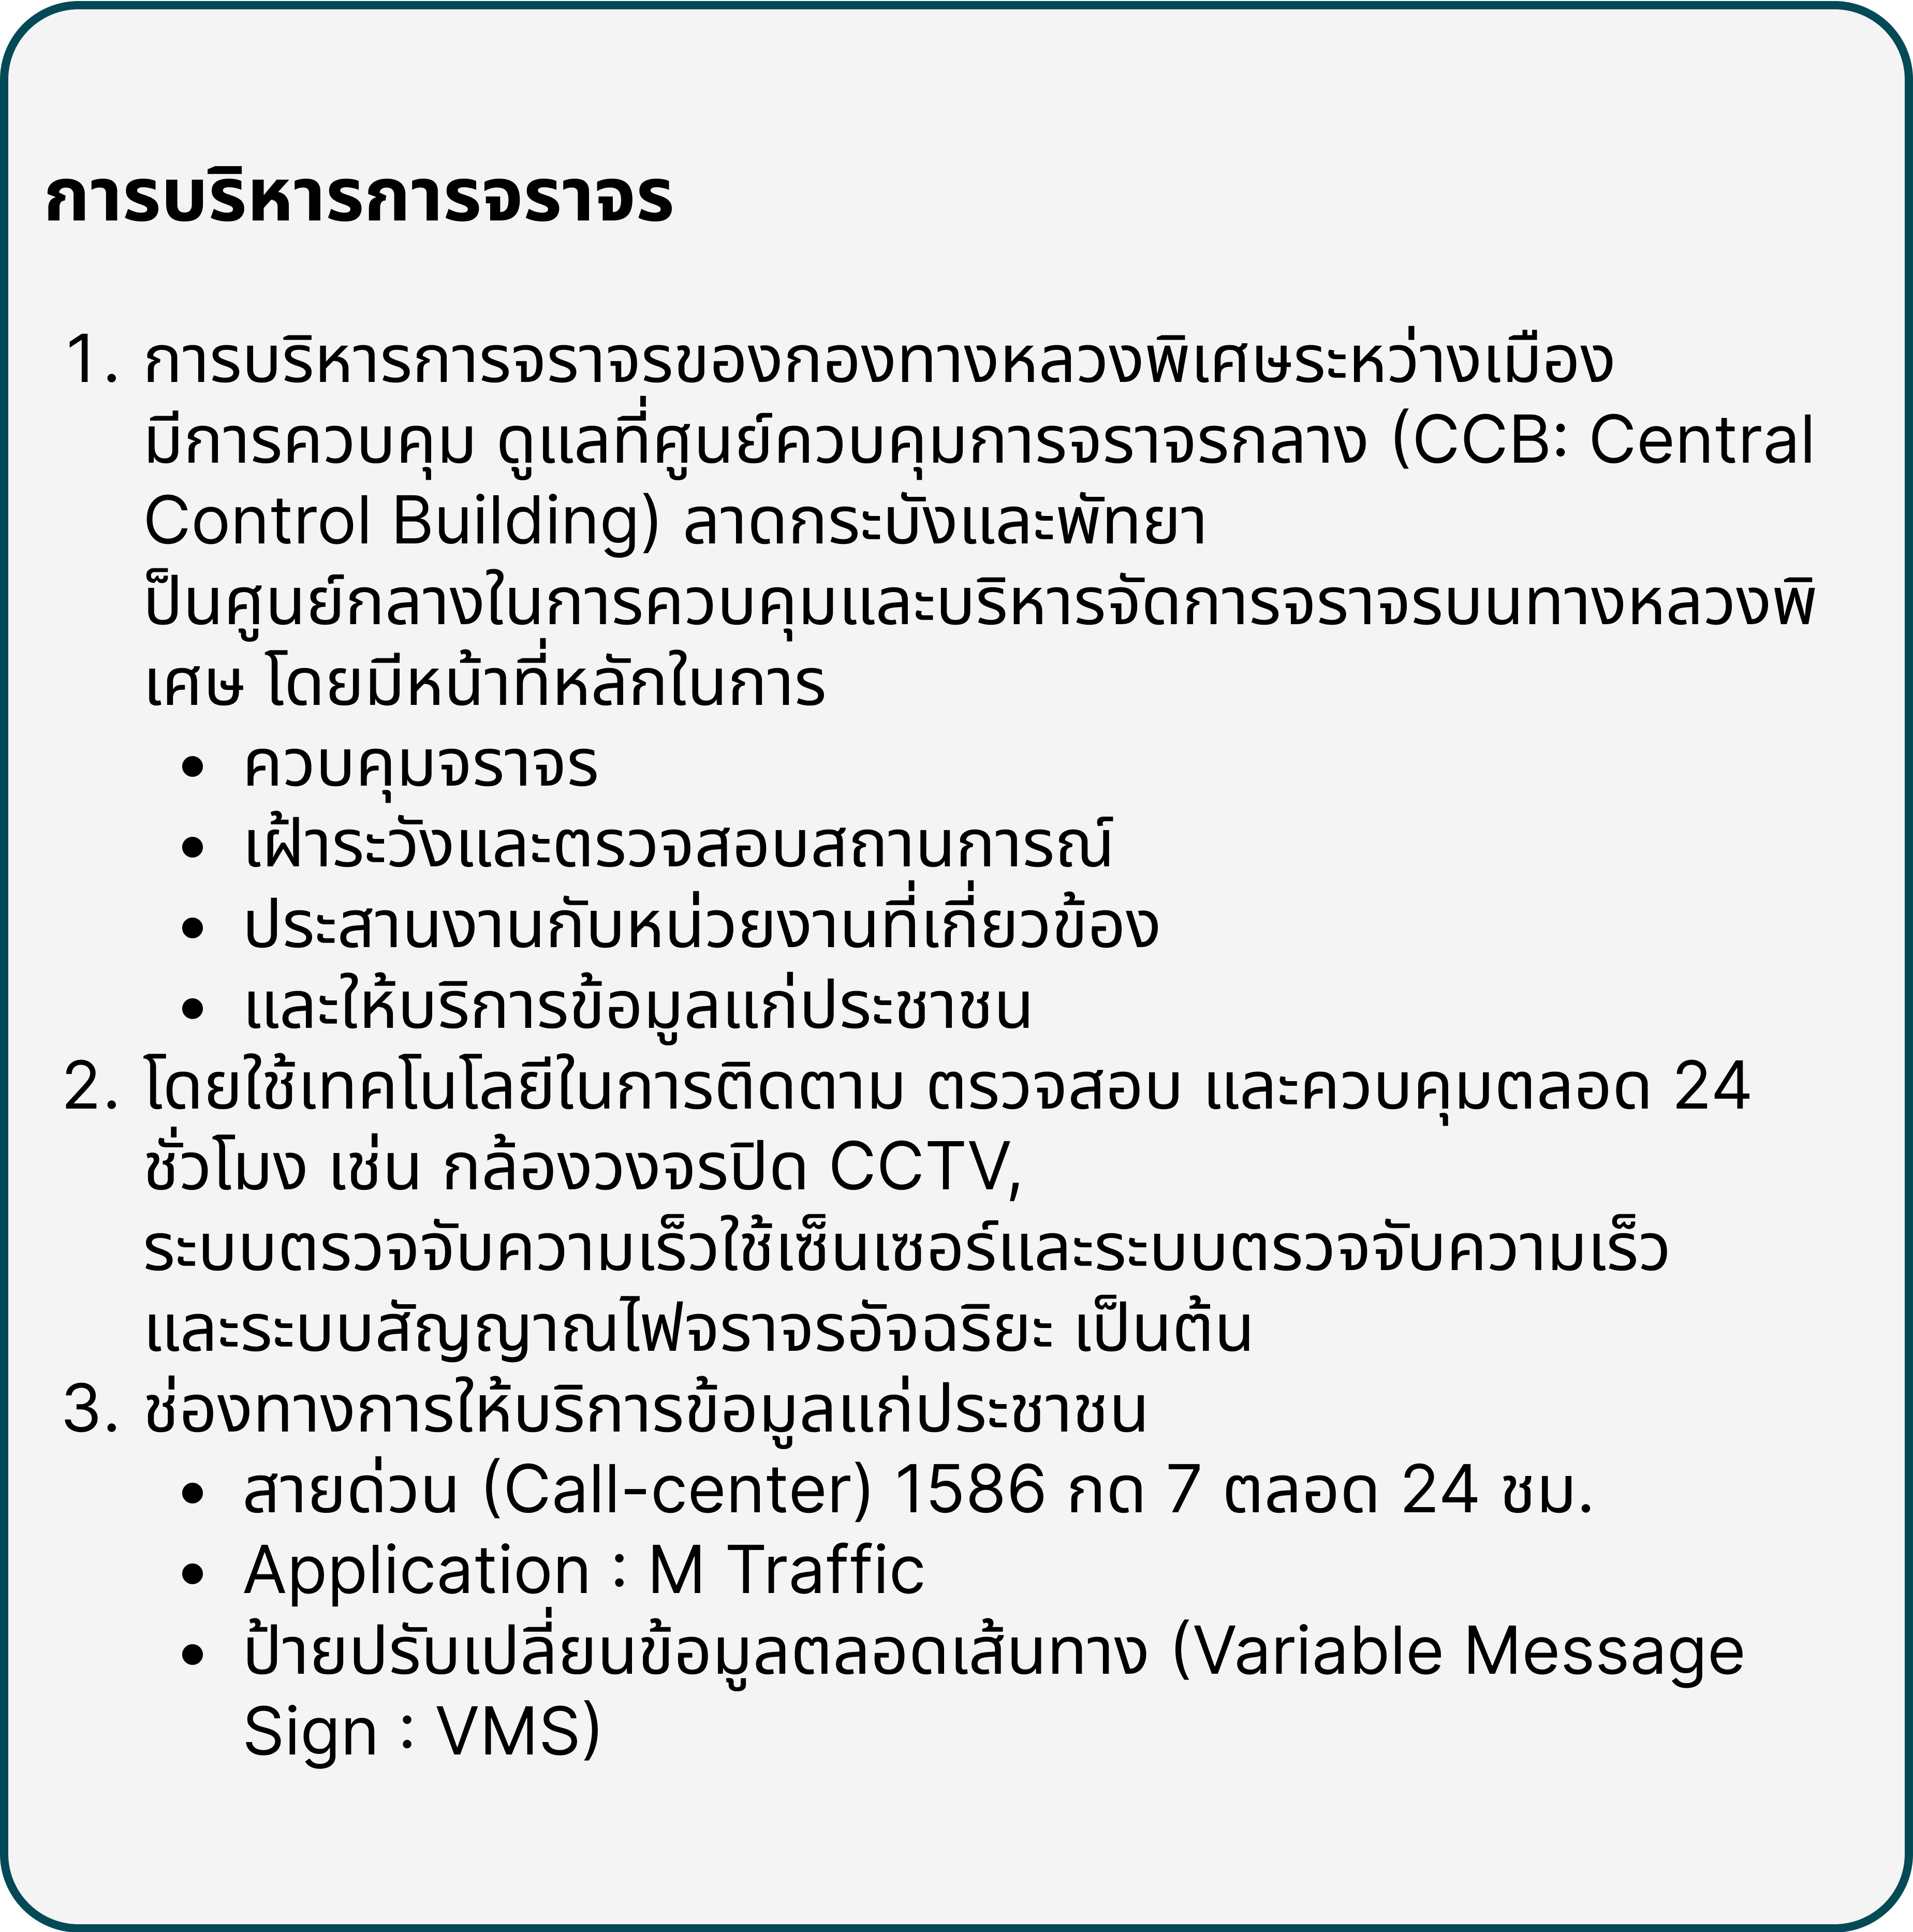 การบริหารการจราจร
1. การบริหารการจราจรของกองทางหลวงพิเศษระหว่างเมือง
มีการควบคุม ดูแลที่ศูนย์ควบคุมการจราจรกลาง (CCB: Central
Control Building) ลาดกระบังและพัทยา
ป็นศูนย์กลางในการควบคุมและบริหารจัดการจราจรบนทางหลวงพิ
เศษ โดยมีหน้าที่หลักในการ
• ควบคุมจราจร
• เฝ้าระวังและตรวจสอบสถานการณ์
• ประสานงานกับหน่วยงานที่เกี่ยวข้อง
• และให้บริการข้อมูลแก่ประชาชน
2. โดยใช้เทคโนโลยีในการติดตาม ตรวจสอบ และควบคุมตลอด 24
ชั่วโมง เช่น กล้องวงจรปิด CCTV,
ระบบตรวจจับความเร็วใช้เซ็นเซอร์และระบบตรวจจับความเร็ว
และระบบสัญญาณไฟจราจรอัจฉริยะ เป็นต้น
3. ช่องทางการให้บริการข้อมูลแก่ประชาชน
• สายด่วน (Call-center) 1586 กด 7 ตลอด 24 ชม.
• Application : M Traffic
• ป้ายปรับเปลี่ยนข้อมูลตลอดเส้นทาง (Variable Message
Sign : VMS)